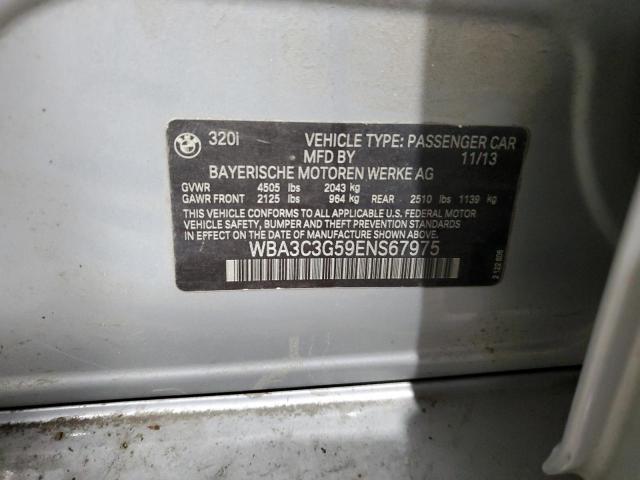 BMW
320i VEHICLE TYPE: PASSENGER CAR
MFD BY 11/13
BAYERISCHE MOTOREN WERKE AG
GVWR 4505 lbs 2043 kg
GAWR FRONT 2125 lbs 964 kg REAR 2510 lbs 1139 kg
THIS VEHICLE CONFORMS TO ALL APPLICABLE U.S. FEDERAL MOTOR
VEHICLE SAFETY, BUMPER AND THEFT PREVENTION STANDARDS
IN EFFECT ON THE DATE OF MANUFACTURE SHOWN ABOVE.
WBA3C3G59ENS67975